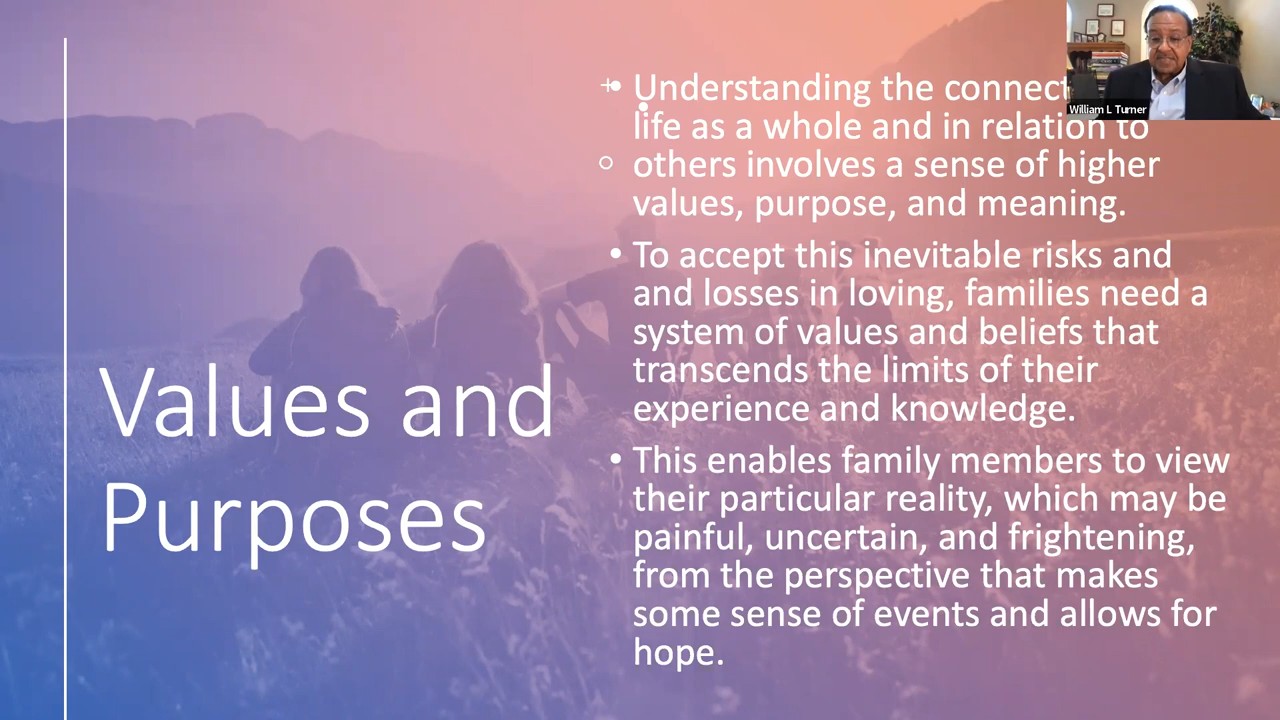 Values and
Purposes
• Understanding the connect
life as a whole and in relation to
others involves a sense of higher
values, purpose, and meaning.
• To accept this inevitable risks and
and losses in loving, families need a
system of values and beliefs that
transcends the limits of their
experience and knowledge.
• This enables family members to view
their particular reality, which may be
painful, uncertain, and frightening,
from the perspective that makes
some sense of events and allows for
hope.
William L Turner